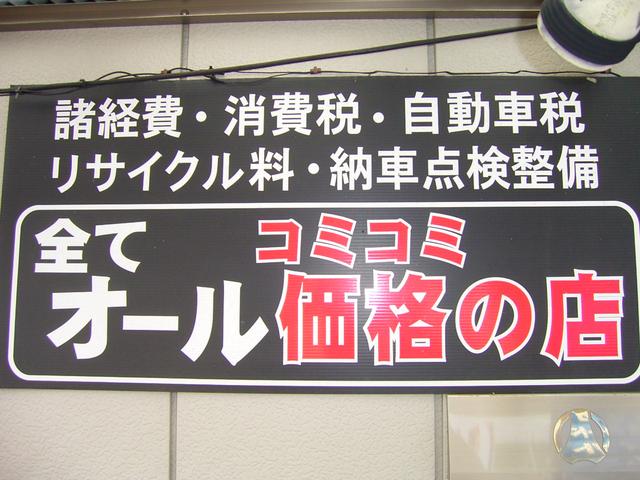 諸経費・消費税・自動車税
リサイクル料・納車点検整備
全て
コミコミ
オール価格の店